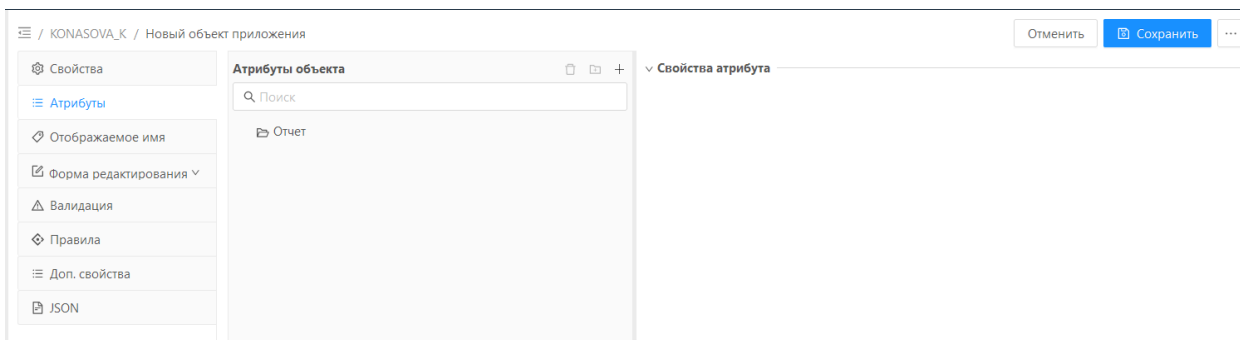 / KONASOVA_K / Новый объект приложения
Отменить
Сохранить
Свойства
Атрибуты
Отображаемое имя
Форма редактирования
Валидация
Правила
Доп. свойства
JSON
Атрибуты объекта
Поиск
Отчет
Свойства атрибута